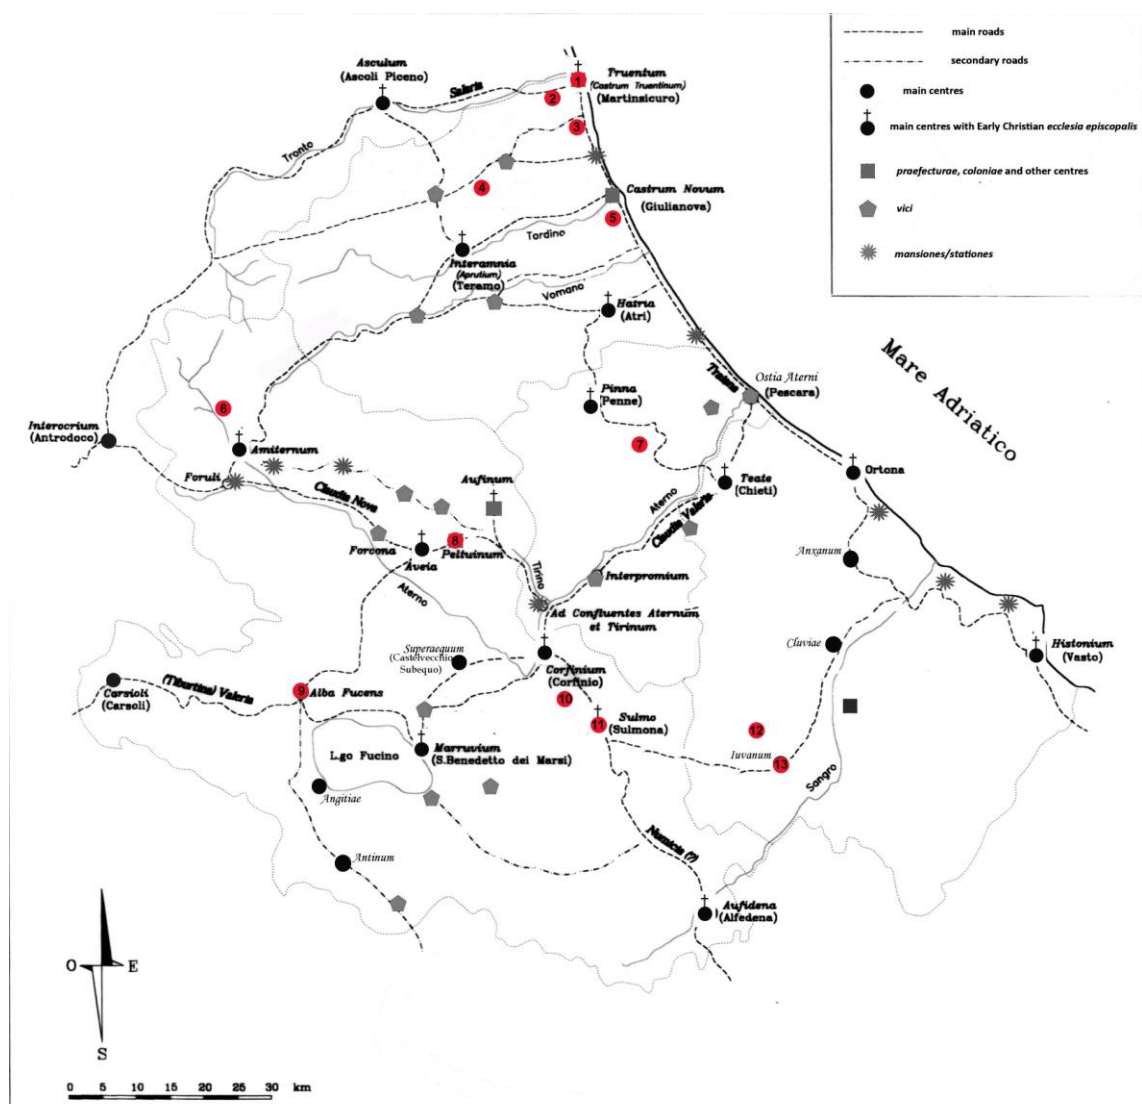 main roads
secondary roads
main centres
main centres with Early Christian ecclesia episcopalis
praefecturae, coloniae and other centres
vici
mansiones/stationes
Asculum
(Ascoli Piceno)
Salaria
1
Truentum
(Castrum Truentinum)
(Martinsicuro)
2
3
Tronto
4
Castrum Novum
(Giulianova)
5
Tordino
Interamnia
(Aprutium)
Teramo
Vomano
Hatria
(Atri)
Mare Adriatico
Traiana
Ostia Aterni
(Pescara)
Pinna
(Penne)
6
Interocrium
(Antrodoco)
Amiternum
7
Foruli
Claudia Nova
Aufinum
Teate
(Chieti)
Ortona
Aterno
Claudia Valeria
Forcona
Aveia
8
Peltuinum
Anxanum
Tirino
Interpromium
Aterno
Ad Confluentes Aternum
et Tirinum
Superaequum
(Castelvecchio
Subequo)
Cluviae
Histonium
(Vasto)
Corfinium
(Corfinio)
Carsioli
(Carsoli)
(Tiburtina) Valeria
9
Alba Fucens
10
11
Sulmo
(Sulmona)
12
Iuvanum
13
Lgo Fucino
Marruvium
(S.Benedetto dei Marsi)
Sangro
Angitiae
Numicia (?)
Antinum
Aufidena
(Alfedena)
O
E
S
0 5 10 15 20 25 30 km